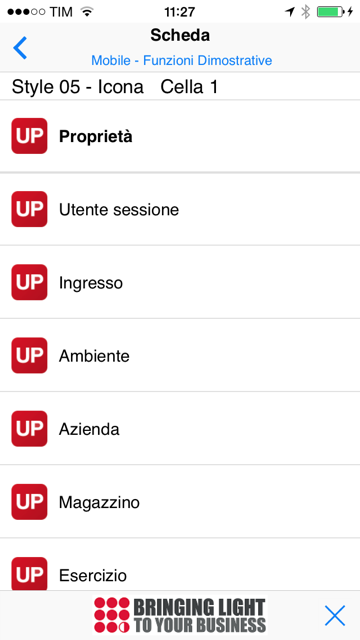 TIM 11:27
Scheda
Mobile - Funzioni Dimostrative
Style 05 - Icona Cella 1
UP Proprietà
UP Utente sessione
UP Ingresso
UP Ambiente
UP Azienda
UP Magazzino
UP Esercizio
BRINGING LIGHT
TO YOUR BUSINESS